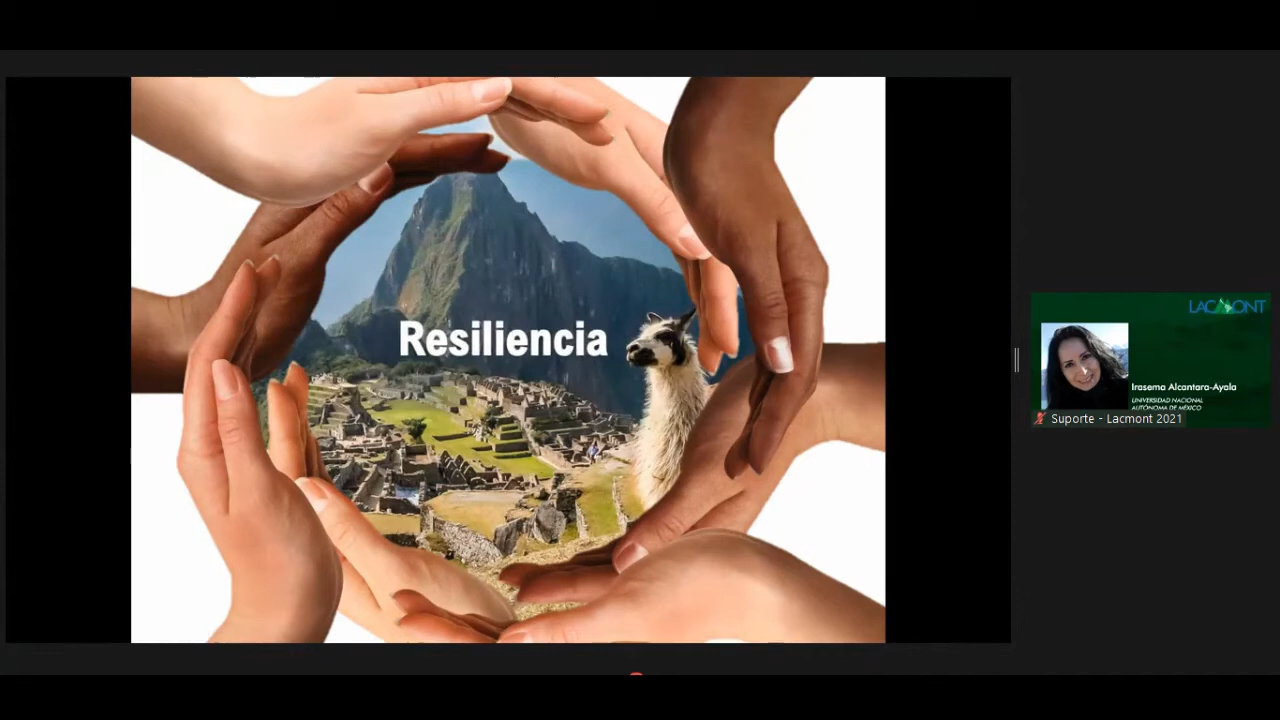 Resiliencia
LACMONT
Irasema Alcantara-Ayala
UNIVERSIDAD NACIONAL
AUTÓNOMA DE MÉXICO
Suporte - Lacmont 2021